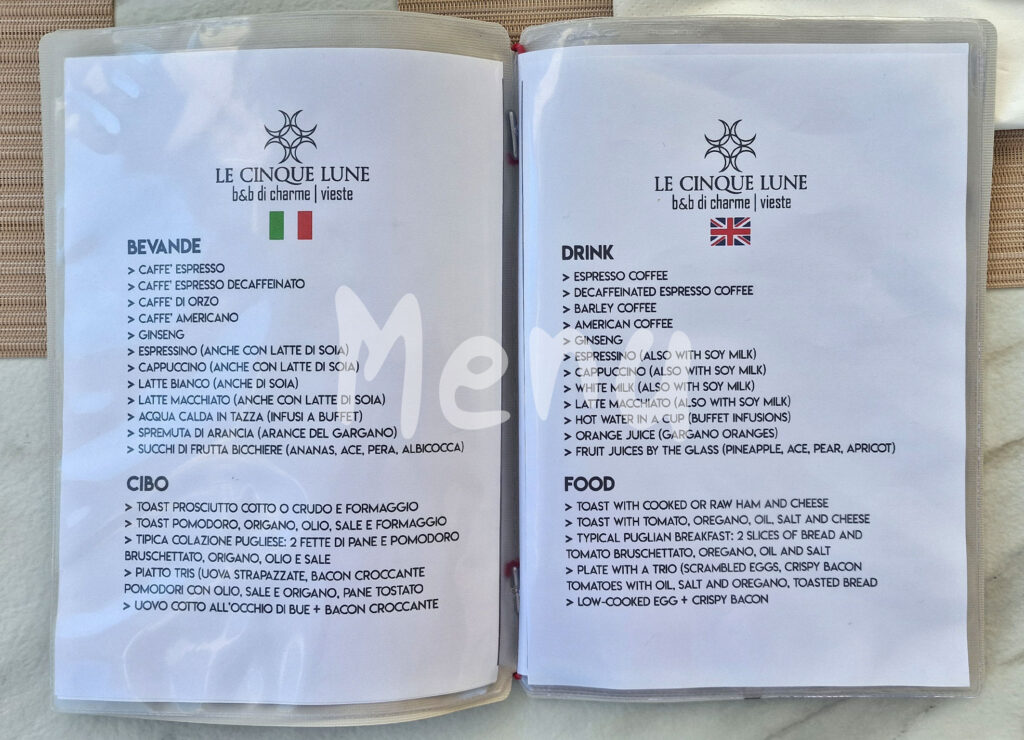 LE CINQUE LUNE
b&b di charme | vieste
BEVANDE
> CAFFE' ESPRESSO
> CAFFE' ESPRESSO DECAFFEINATO
> CAFFE' DI ORZO
> CAFFE' AMERICANO
> GINSENG
> ESPRESSINO (ANCHE CON LATTE DI SOIA)
> CAPPUCCINO (ANCHE CON LATTE DI SOIA)
> LATTE BIANCO (ANCHE DI SOIA)
> LATTE MACCHIATO (ANCHE CON LATTE DI SOIA)
> ACQUA CALDA IN TAZZA (INFUSI A BUFFET)
> SPREMUTA DI ARANCIA (ARANCE DEL GARGANO)
> SUCCHI DI FRUTTA BICCHIERE (ANANAS, ACE, PERA, ALBICOCCA)
CIBO
> TOAST PROSCIUTTO COTTO O CRUDO E FORMAGGIO
> TOAST POMODORO, ORIGANO, OLIO, SALE E FORMAGGIO
> TIPICA COLAZIONE PUGLIESE: 2 FETTE DI PANE E POMODORO
BRUSCHETTATO, ORIGANO, OLIO E SALE
> PIATTO TRIS (UOVA STRAPAZZATE, BACON CROCCANTE
POMODORI CON OLIO, SALE E ORIGANO, PANE TOSTATO
> UOVO COTTO ALL'OCCHIO DI BUE + BACON CROCCANTE
LE CINQUE LUNE
b&b di charme | vieste
DRINK
> ESPRESSO COFFEE
> DECAFFEINATED ESPRESSO COFFEE
> BARLEY COFFEE
> AMERICAN COFFEE
> GINSENG
> ESPRESSINO (ALSO WITH SOY MILK)
> CAPPUCCINO (ALSO WITH SOY MILK)
> WHITE MILK (ALSO WITH SOY MILK)
> LATTE MACCHIATO (ALSO WITH SOY MILK)
> HOT WATER IN A CUP (BUFFET INFUSIONS)
> ORANGE JUICE (GARGANO ORANGES)
> FRUIT JUICES BY THE GLASS (PINEAPPLE, ACE, PEAR, APRICOT)
FOOD
> TOAST WITH COOKED OR RAW HAM AND CHEESE
> TOAST WITH TOMATO, OREGANO, OIL, SALT AND CHEESE
> TYPICAL PUGLIAN BREAKFAST: 2 SLICES OF BREAD AND
TOMATO BRUSCHETTATO, OREGANO, OIL AND SALT
> PLATE WITH A TRIO (SCRAMBLED EGGS, CRISPY BACON
TOMATOES WITH OIL, SALT AND OREGANO, TOASTED BREAD
> LOW-COOKED EGG + CRISPY BACON
Menu